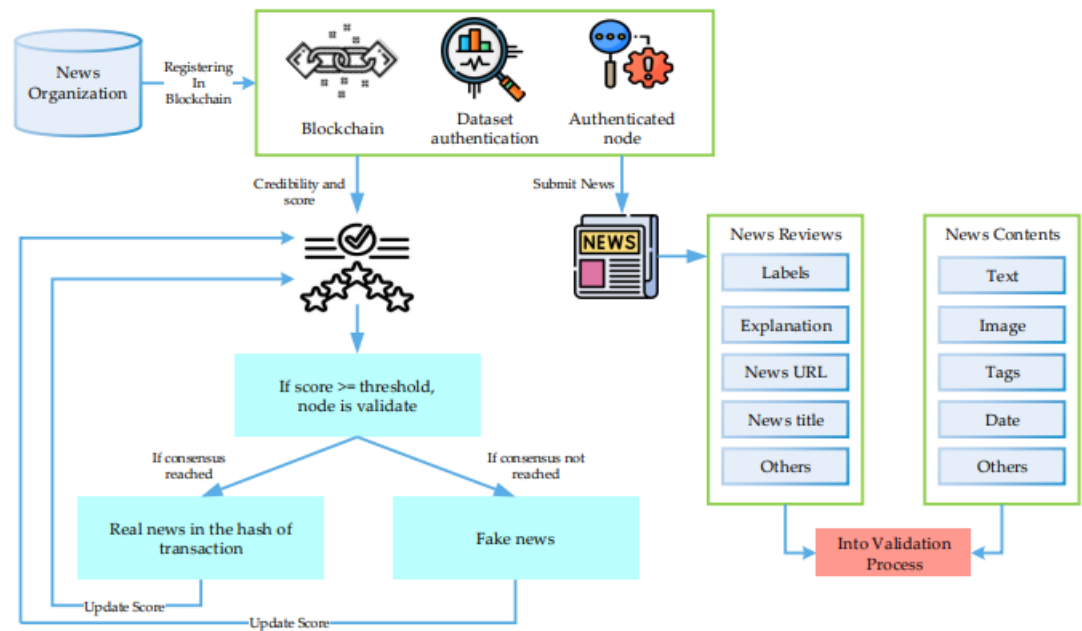 News
Organization
Registering
In
Blockchain
Blockchain
Dataset
authentication
Authenticated
node
Credibility and
score
Submit News
NEWS
News Reviews
Labels
Explanation
News URL
News title
Others
News Contents
Text
Image
Tags
Date
Others
If score >= threshold,
node is validate
If consensus
reached
If consensus not
reached
Real news in the hash of
transaction
Fake news
Into Validation
Process
Update Score
Update Score